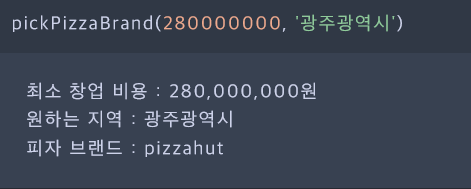 pickPizzaBrand(280000000, '광주광역시')
최소 창업 비용 : 280,000,000원
원하는 지역 : 광주광역시
피자 브랜드 : pizzahut